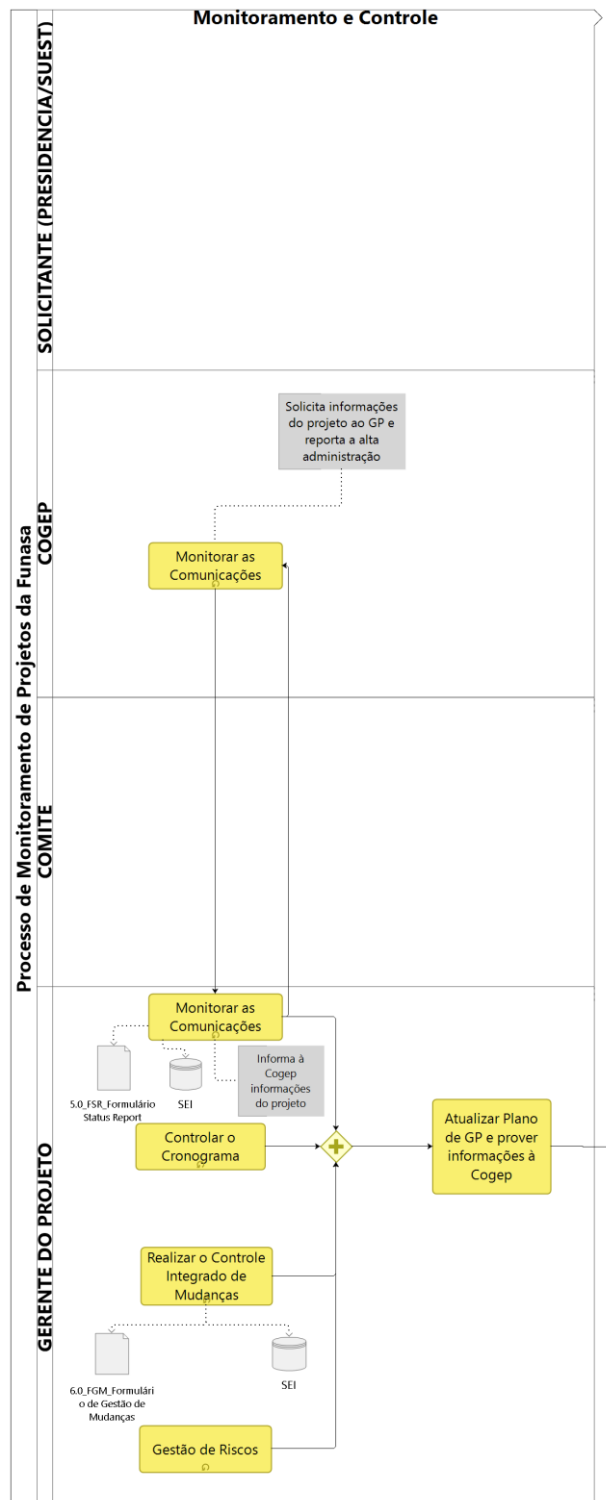 Monitoramento e Controle
Processo de Monitoramento de Projetos da Funasa
SOLICITANTE (PRESIDENCIA/SUEST)
COGEP
Solicita informações
do projeto ao GP e
reporta a alta
administração
Monitorar as
Comunicações
COMITE
GERENTE DO PROJETO
Monitorar as
Comunicações
5.0_FSR_Formulário
Status Report
SEI
Informa à
Cogep
informações
do projeto
Controlar o
Cronograma
Atualizar Plano
de GP e prover
informações à
Cogep
Realizar o Controle
Integrado de
Mudanças
6.0_FGM_Formulári
o de Gestão de
Mudanças
SEI
Gestão de Riscos